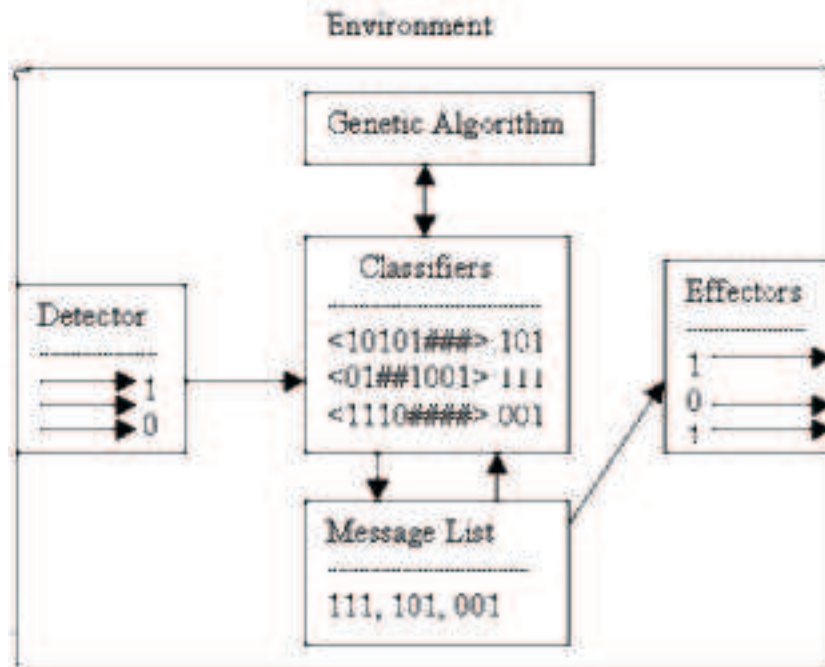 Environment
Genetic Algorithm
Classifiers
<10101###> 101
<01##1001> 111
<1110####> 001
Detector
1
0
Effectors
1
0
1
Message List
111, 101, 001